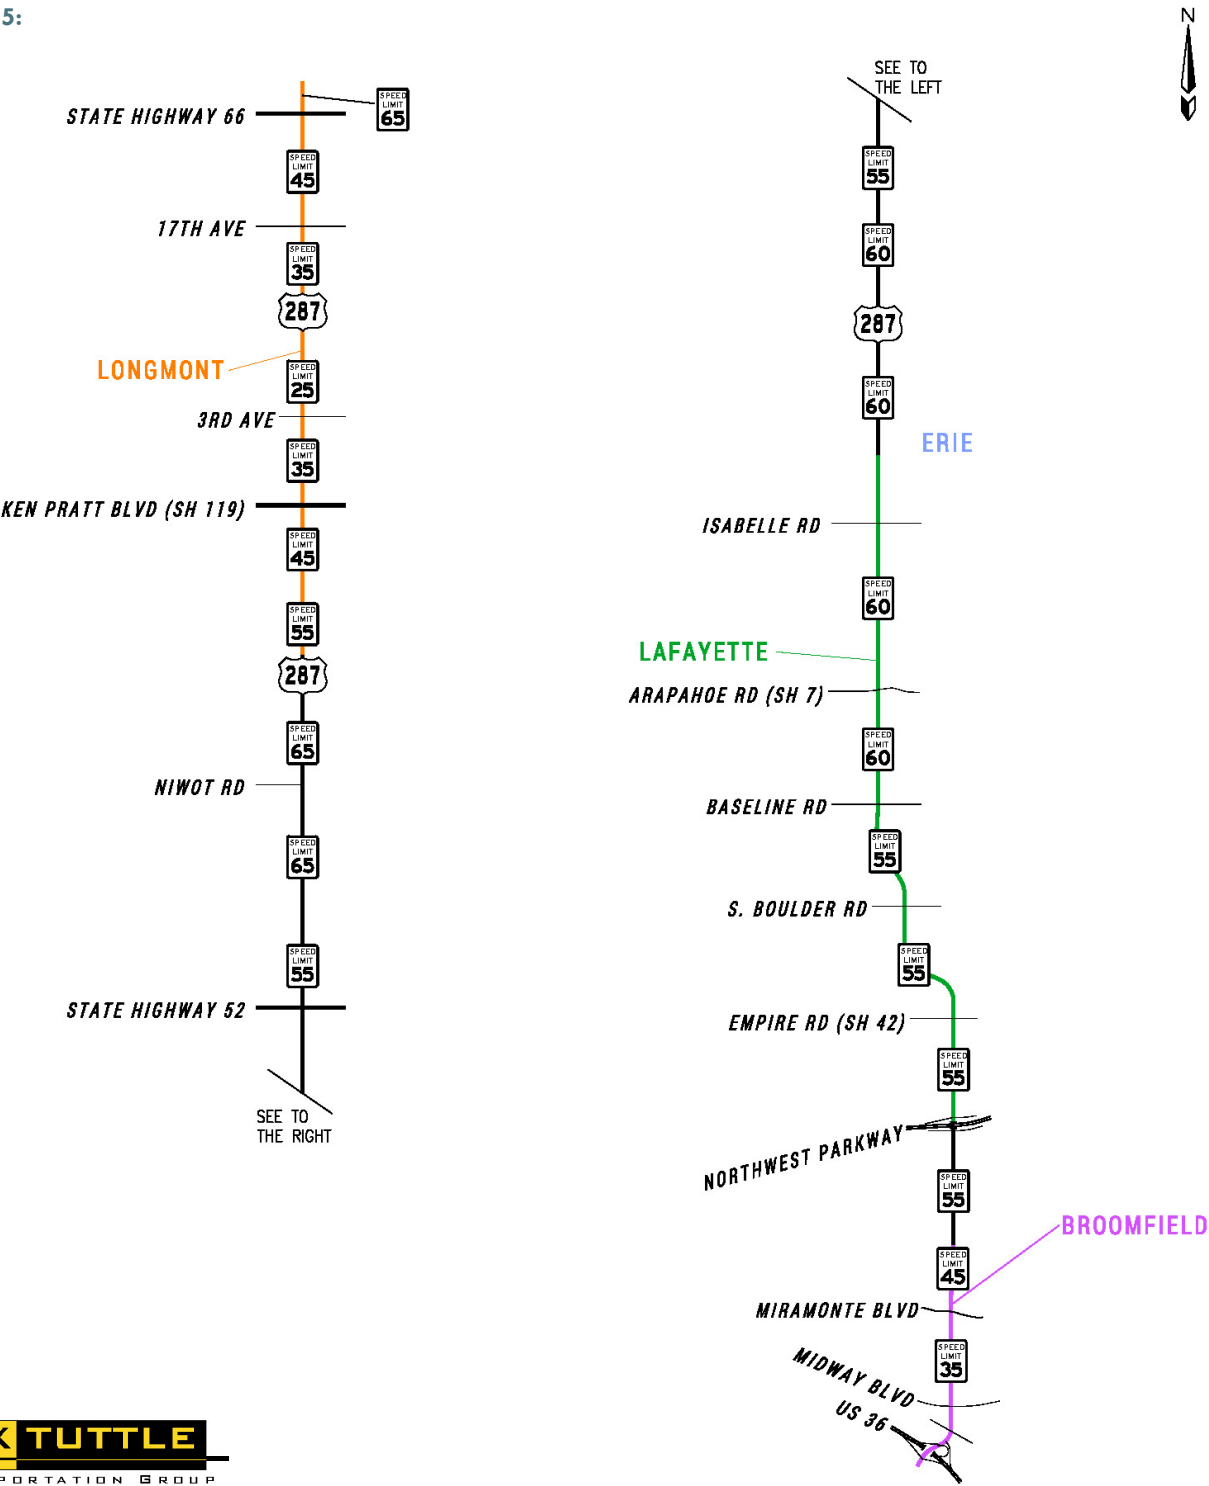 5:
N
SPEED
LIMIT
65
STATE HIGHWAY 66
SPEED
LIMIT
45
17TH AVE
SPEED
LIMIT
35
287
LONGMONT
SPEED
LIMIT
25
3RD AVE
SPEED
LIMIT
35
KEN PRATT BLVD (SH 119)
SPEED
LIMIT
45
SPEED
LIMIT
55
287
SPEED
LIMIT
65
NIWOT RD
SPEED
LIMIT
65
SPEED
LIMIT
55
STATE HIGHWAY 52
SEE TO
THE RIGHT
SEE TO
THE LEFT
SPEED
LIMIT
55
SPEED
LIMIT
60
287
SPEED
LIMIT
60
ERIE
ISABELLE RD
SPEED
LIMIT
60
LAFAYETTE
ARAPAHOE RD (SH 7)
SPEED
LIMIT
60
BASELINE RD
SPEED
LIMIT
55
S. BOULDER RD
SPEED
LIMIT
55
EMPIRE RD (SH 42)
SPEED
LIMIT
55
NORTHWEST PARKWAY
SPEED
LIMIT
55
BROOMFIELD
SPEED
LIMIT
45
MIRAMONTE BLVD
SPEED
LIMIT
35
MIDWAY BLVD
US 36
K TUTTLE
PORTATION GROUP